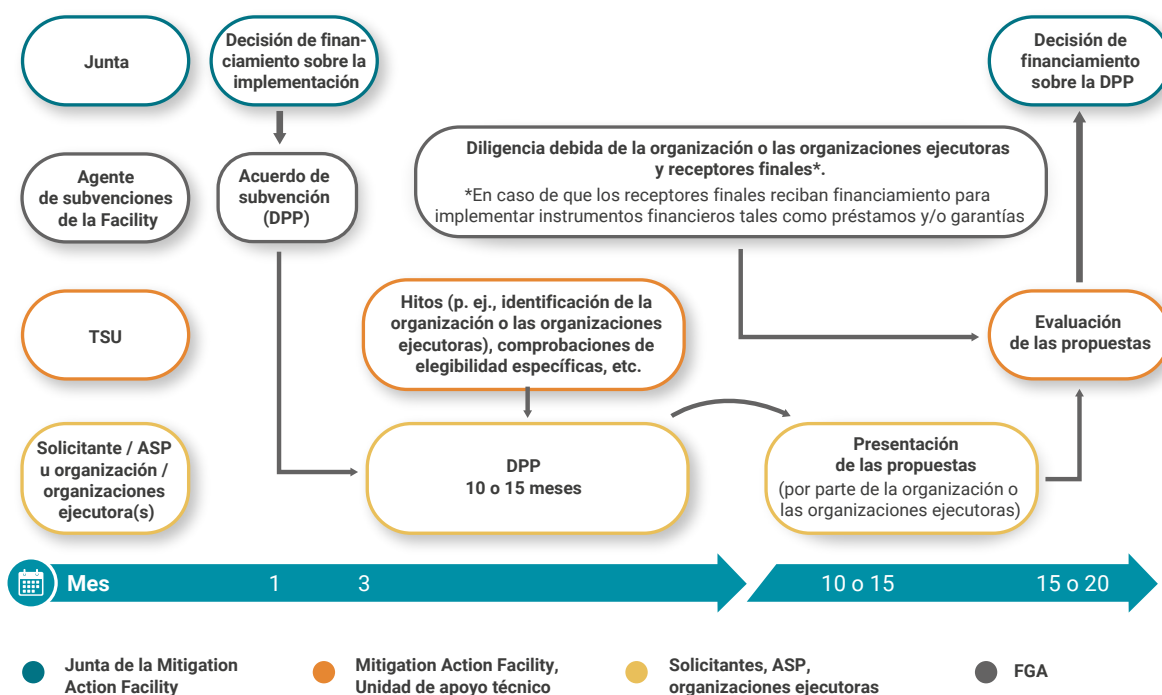 Junta
Decisión de finan-
ciamiento sobre la
implementación
Decisión de
financiamiento
sobre la DPP
Agente
de subvenciones
de la Facility
Acuerdo de
subvención
(DPP)
Diligencia debida de la organización o las organizaciones ejecutoras
y receptores finales*.
*En caso de que los receptores finales reciban financiamiento para
implementar instrumentos financieros tales como préstamos y/o garantías
TSU
Hitos (p. ej., identificación de la
organización o las organizaciones
ejecutoras), comprobaciones de
elegibilidad específicas, etc.
Evaluación
de las propuestas
Solicitante / ASP
u organización /
organizaciones
ejecutora(s)
DPP
10 o 15 meses
Presentación
de las propuestas
(por parte de la organización o
las organizaciones ejecutoras)
Mes 1 3 10 o 15 15 o 20
Junta de la Mitigation
Action Facility
Mitigation Action Facility,
Unidad de apoyo técnico
Solicitantes, ASP,
organizaciones ejecutoras
FGA